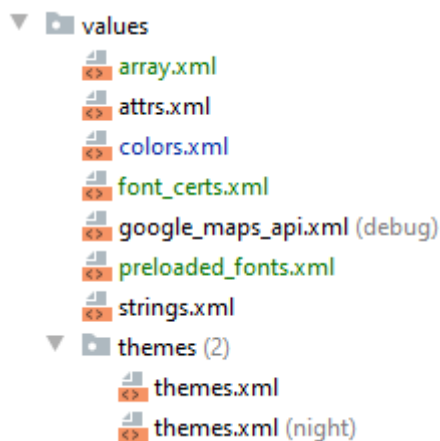 values
array.xml
attrs.xml
colors.xml
font_certs.xml
google_maps_api.xml (debug)
preloaded_fonts.xml
strings.xml
themes (2)
themes.xml
themes.xml (night)